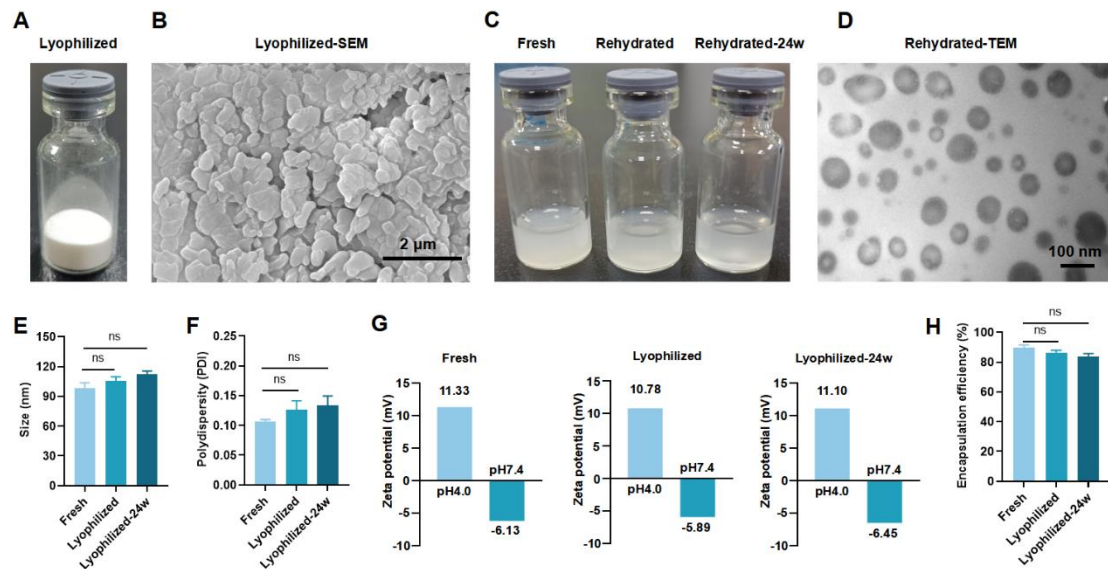 A
Lyophilized
B
Lyophilized-SEM
2 µm
C
Fresh Rehydrated Rehydrated-24w
D
Rehydrated-TEM
100 nm
E
Size (nm)
150
120
90
60
30
0
ns
ns
Fresh
Lyophilized
Lyophilized-24w
F
Polydispersity (PDI)
0.25
0.20
0.15
0.10
0.05
0.00
ns
ns
Fresh
Lyophilized
Lyophilized-24w
G
Fresh
Zeta potential (mV)
15
10
5
0
-5
-10
11.33
pH7.4
pH4.0
-6.13
Lyophilized
Zeta potential (mV)
15
10
5
0
-5
-10
10.78
pH7.4
pH4.0
-5.89
Lyophilized-24w
Zeta potential (mV)
15
10
5
0
-5
-10
11.10
pH7.4
pH4.0
-6.45
H
Encapsulation efficiency (%)
100
80
60
40
20
0
ns
ns
Fresh
Lyophilized
Lyophilized-24w